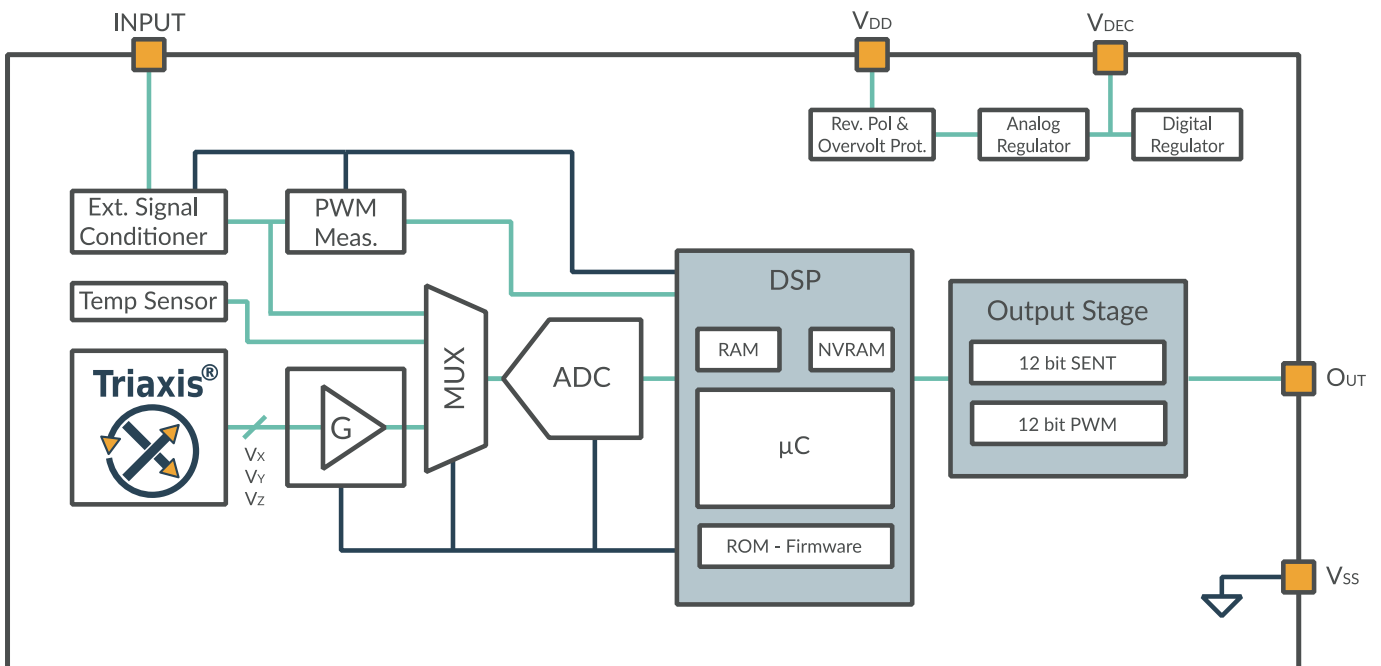 INPUT
VDD
VDEC
Rev. Pol &
Overvolt Prot.
Analog
Regulator
Digital
Regulator
Ext. Signal
Conditioner
PWM
Meas.
Temp Sensor
Triaxis®
VX
VY
VZ
G
MUX
ADC
DSP
RAM
NVRAM
µC
ROM - Firmware
Output Stage
12 bit SENT
12 bit PWM
OUT
VSS